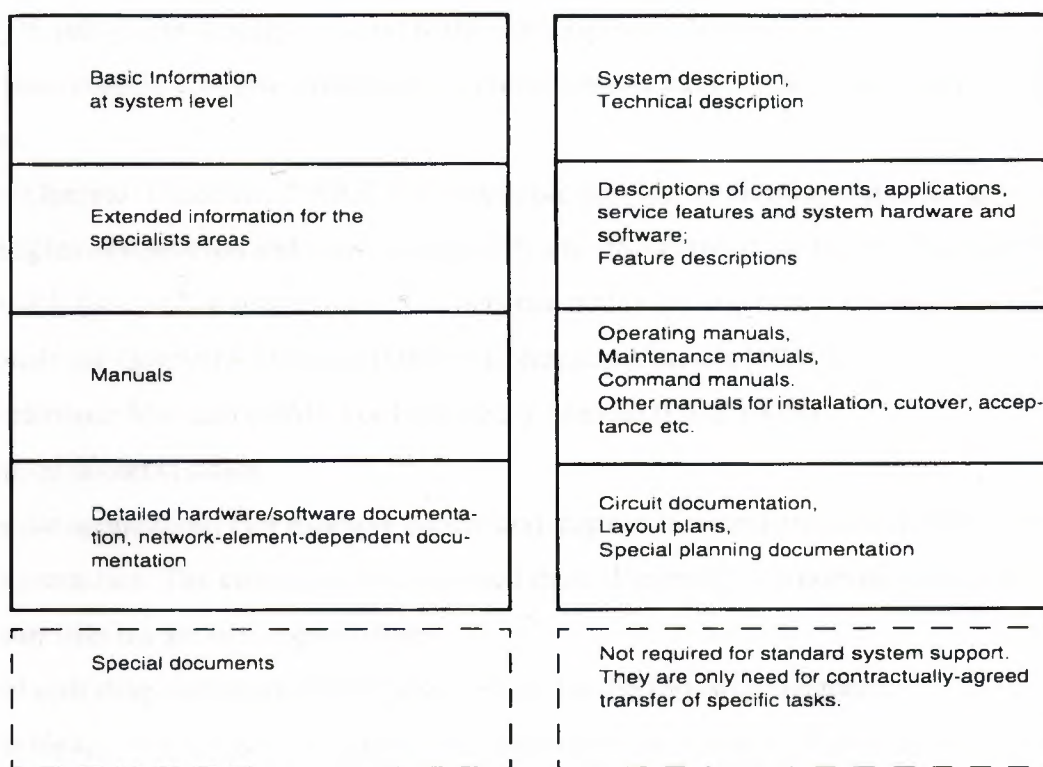 Basic Information
at system level
System description,
Technical description
Extended information for the
specialists areas
Descriptions of components, applications,
service features and system hardware and
software;
Feature descriptions
Manuals
Operating manuals,
Maintenance manuals,
Command manuals.
Other manuals for installation, cutover, accep-
tance etc.
Detailed hardware/software documenta-
tion, network-element-dependent docu-
mentation
Circuit documentation,
Layout plans,
Special planning documentation
Special documents
Not required for standard system support.
They are only need for contractually-agreed
transfer of specific tasks.